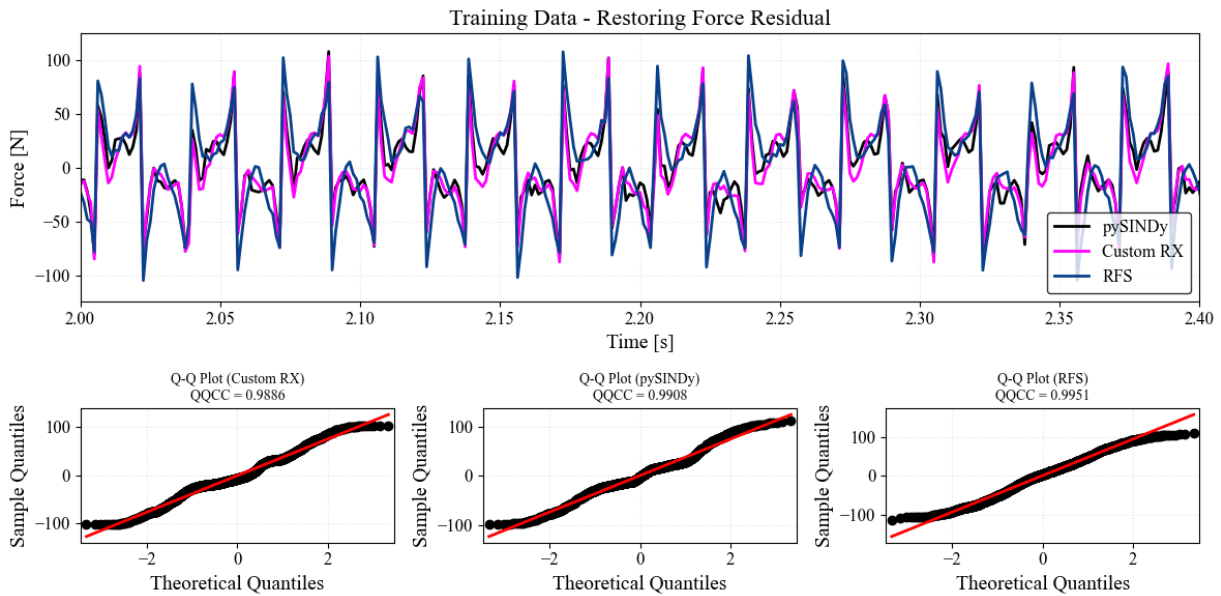 Training Data - Restoring Force Residual
Force [N]
100
50
0
−50
−100
pySINDy
Custom RX
RFS
2.00 2.05 2.10 2.15 2.20 2.25 2.30 2.35 2.40
Time [s]
Q-Q Plot (Custom RX)
QQCC = 0.9886
Sample Quantiles
100
0
−100
−2 0 2
Theoretical Quantiles
Q-Q Plot (pySINDy)
QQCC = 0.9908
Sample Quantiles
100
0
−100
−2 0 2
Theoretical Quantiles
Q-Q Plot (RFS)
QQCC = 0.9951
Sample Quantiles
100
0
−100
−2 0 2
Theoretical Quantiles